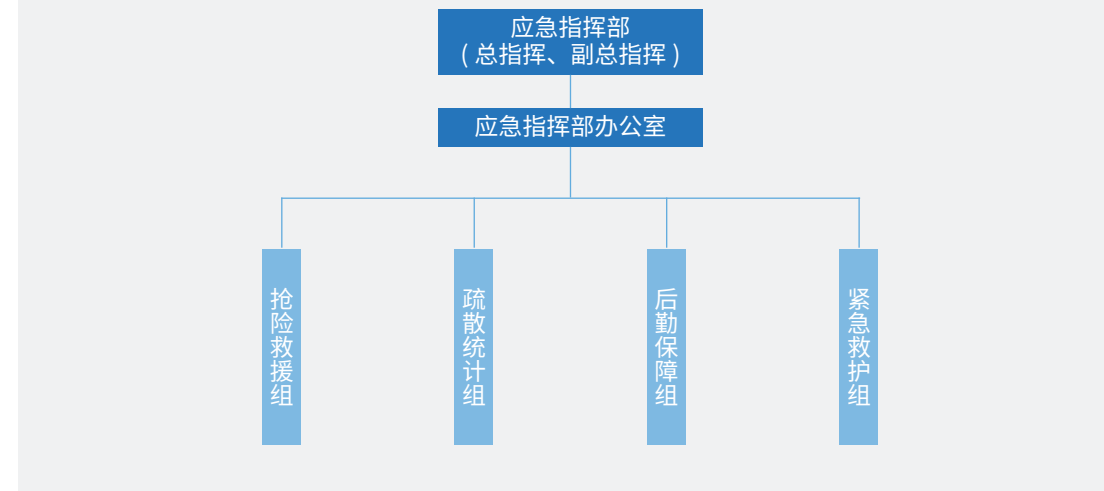 应急指挥部
(总指挥、副总指挥)
应急指挥部办公室
抢险救援组
疏散统计组
后勤保障组
紧急救护组